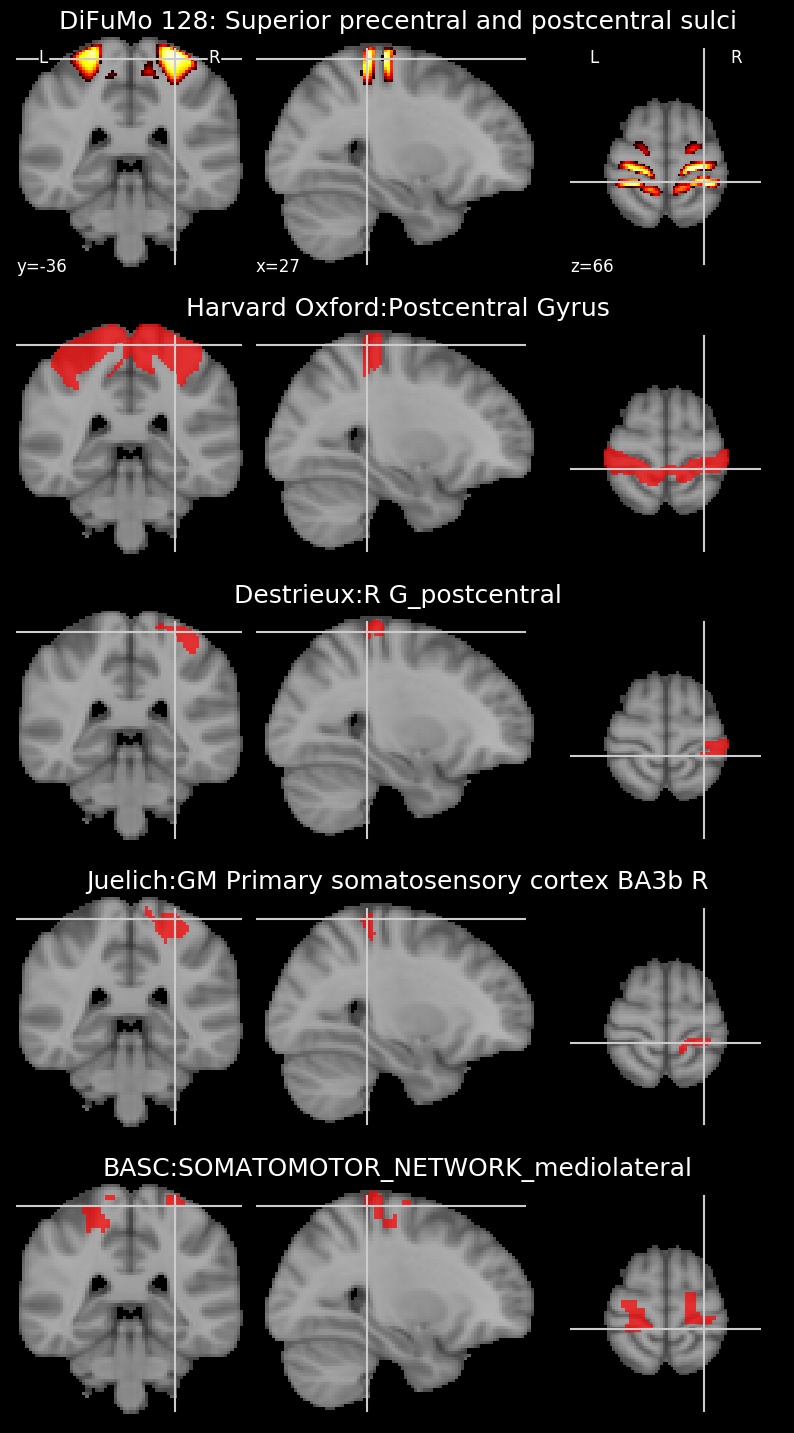 DiFuMo 128: Superior precentral and postcentral sulci
L R L R
y=-36 x=27 z=66
Harvard Oxford:Postcentral Gyrus
Destrieux:R G_postcentral
Juelich:GM Primary somatosensory cortex BA3b R
BASC:SOMATOMOTOR_NETWORK_mediolateral